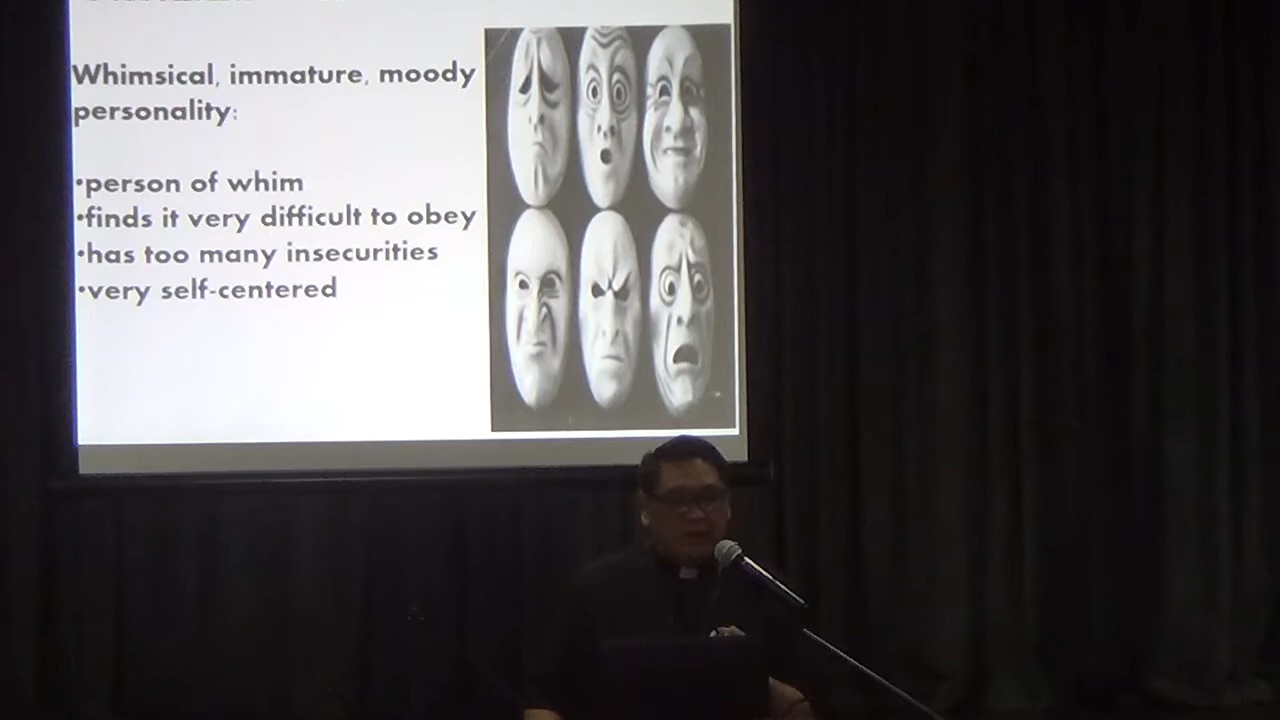 Whimsical, immature, moody
personality:
•person of whim
•finds it very difficult to obey
•has too many insecurities
•very self-centered